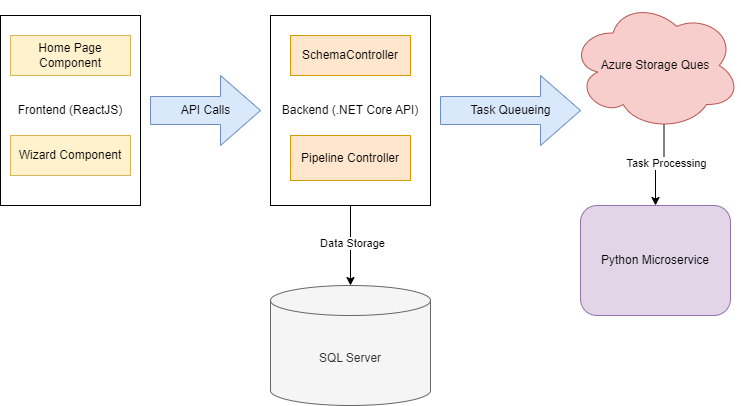 Home Page
Component
Frontend (ReactJS)
Wizard Component
API Calls
SchemaController
Backend (.NET Core API)
Pipeline Controller
Task Queueing
Azure Storage Ques
Task Processing
Python Microservice
Data Storage
SQL Server